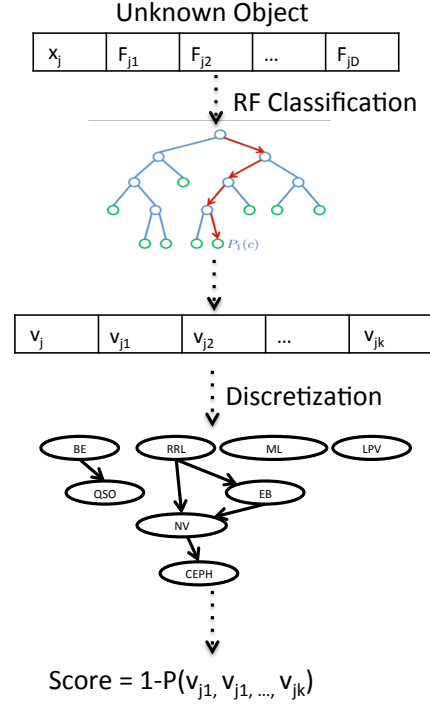 Unknown Object
x_j F_j1 F_j2 ... F_jD
RF Classification
P_1(c)
v_j v_j1 v_j2 ... v_jk
Discretization
BE RRL ML LPV
QSO EB
NV
CEPH
Score = 1-P(v_j1, v_j1, ..., v_jk)